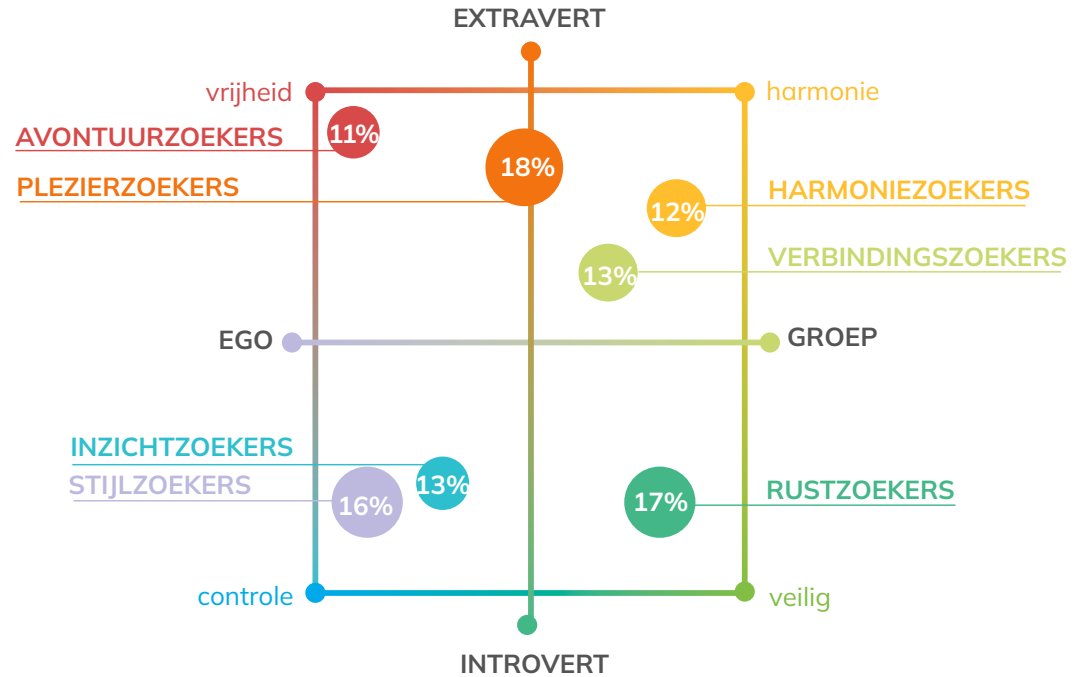 EXTRAVERT
vrijheid
harmonie
AVONTUURZOEKERS
11%
PLEZIERZOEKERS
18%
HARMONIEZOEKERS
12%
VERBINDINGSZOEKERS
13%
EGO
GROEP
INZICHTZOEKERS
13%
STIJLZOEKERS
16%
RUSTZOEKERS
17%
controle
veilig
INTROVERT